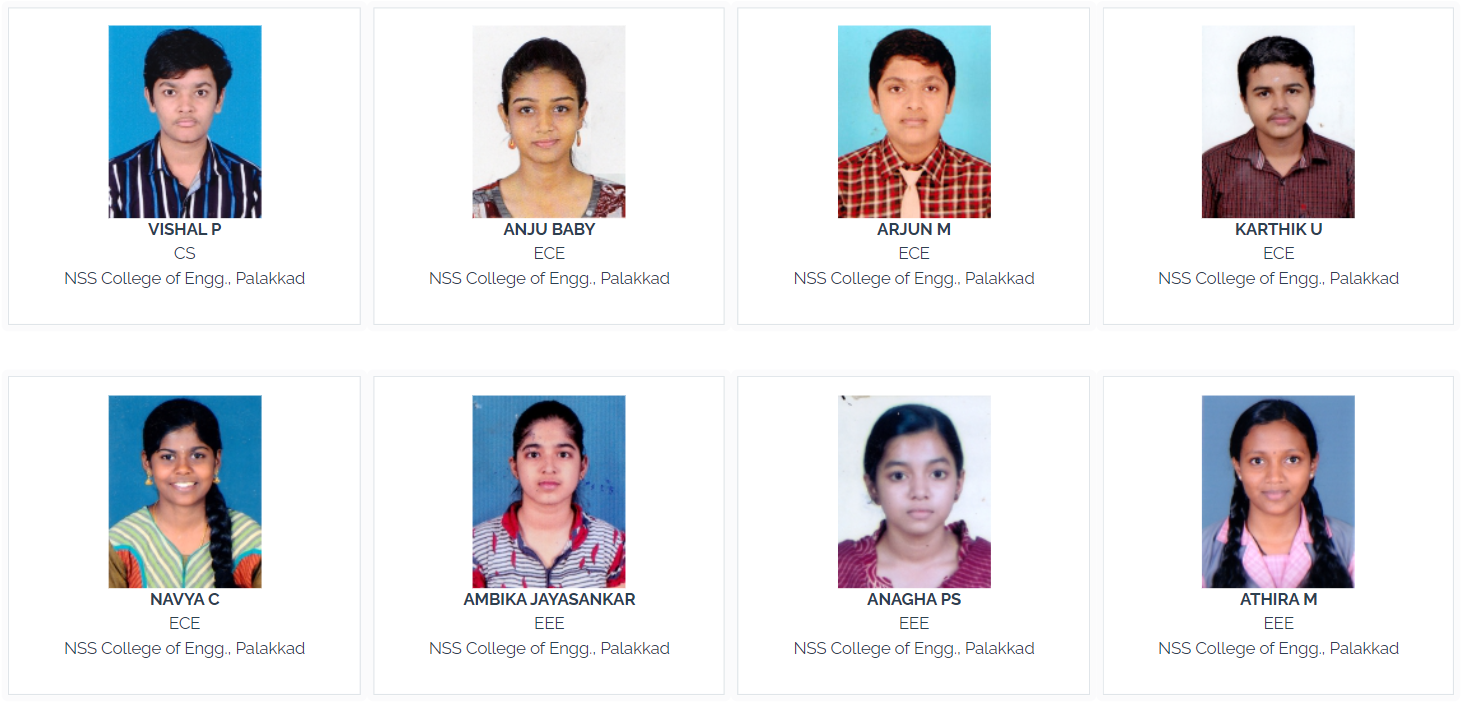 VISHAL P
CS
NSS College of Engg., Palakkad
ANJU BABY
ECE
NSS College of Engg., Palakkad
ARJUN M
ECE
NSS College of Engg., Palakkad
KARTHIK U
ECE
NSS College of Engg., Palakkad
NAVYA C
ECE
NSS College of Engg., Palakkad
AMBIKA JAYASANKAR
EEE
NSS College of Engg., Palakkad
ANAGHA PS
EEE
NSS College of Engg., Palakkad
ATHIRA M
EEE
NSS College of Engg., Palakkad